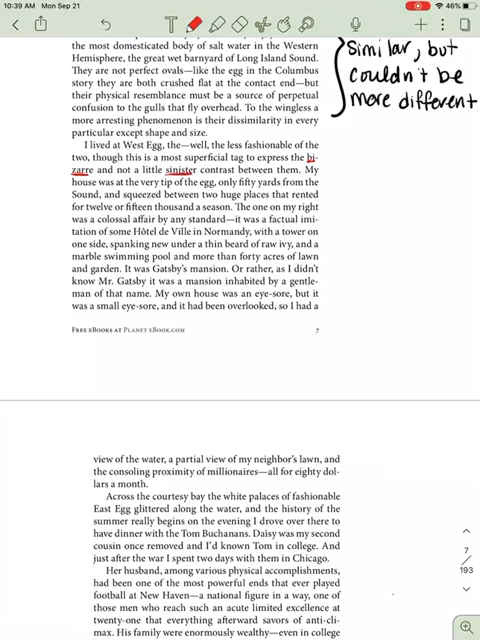 10:39 AM Mon Sep 21
46%
the most domesticated body of salt water in the Western
Hemisphere, the great wet barnyard of Long Island Sound.
They are not perfect ovals—like the egg in the Columbus
story they are both crushed flat at the contact end—but
their physical resemblance must be a source of perpetual
confusion to the gulls that fly overhead. To the wingless
a more arresting phenomenon is their dissimilarity in every
particular except shape and size.
I lived at West Egg, the—well, the less fashionable of the
two, though this is a most superficial tag to express the bi-
zarre and not a little sinister contrast between them. My
house was at the very tip of the egg, only fifty yards from the
Sound, and squeezed between two huge places that rented
for twelve or fifteen thousand a season. The one on my right
was a colossal affair by any standard—it was a factual imi-
tation of some Hôtel de Ville in Normandy, with a tower on
one side, spanking new under a thin beard of raw ivy, and a
marble swimming pool and more than forty acres of lawn
and garden. It was Gatsby's mansion. Or rather, as I didn't
know Mr. Gatsby it was a mansion inhabited by a gentle-
man of that name. My own house was an eye-sore, but it
was a small eye-sore, and it had been overlooked, so I had a
Similar, but
couldn't be
more different
Free eBooks at Planet eBook.com
7
view of the water, a partial view of my neighbor's lawn, and
the consoling proximity of millionaires—all for eighty dol-
lars a month.
Across the courtesy bay the white palaces of fashionable
East Egg glittered along the water, and the history of the
summer really begins on the evening I drove over there to
have dinner with the Tom Buchanans. Daisy was my second
cousin once removed and I'd known Tom in college. And
just after the war I spent two days with them in Chicago.
Her husband, among various physical accomplishments,
had been one of the most powerful ends that ever played
football at New Haven—a national figure in a way, one of
those men who reach such an acute limited excellence at
twenty-one that everything afterward savors of anti-cli-
max. His family were enormously wealthy—even in college
7
193